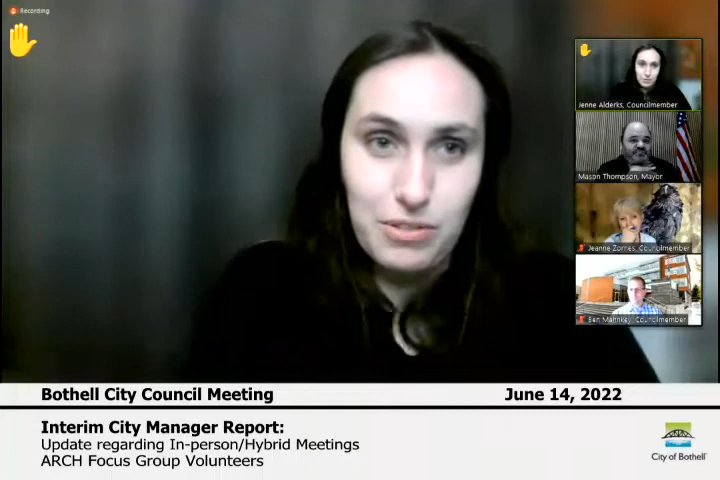 Recording
Jenne Alderks, Councilmember
Mason Thompson, Mayor
Jeanne Zornes, Councilmember
Ben Mahnkey, Councilmember
Bothell City Council Meeting
June 14, 2022
Interim City Manager Report:
Update regarding In-person/Hybrid Meetings
ARCH Focus Group Volunteers
City of Bothell